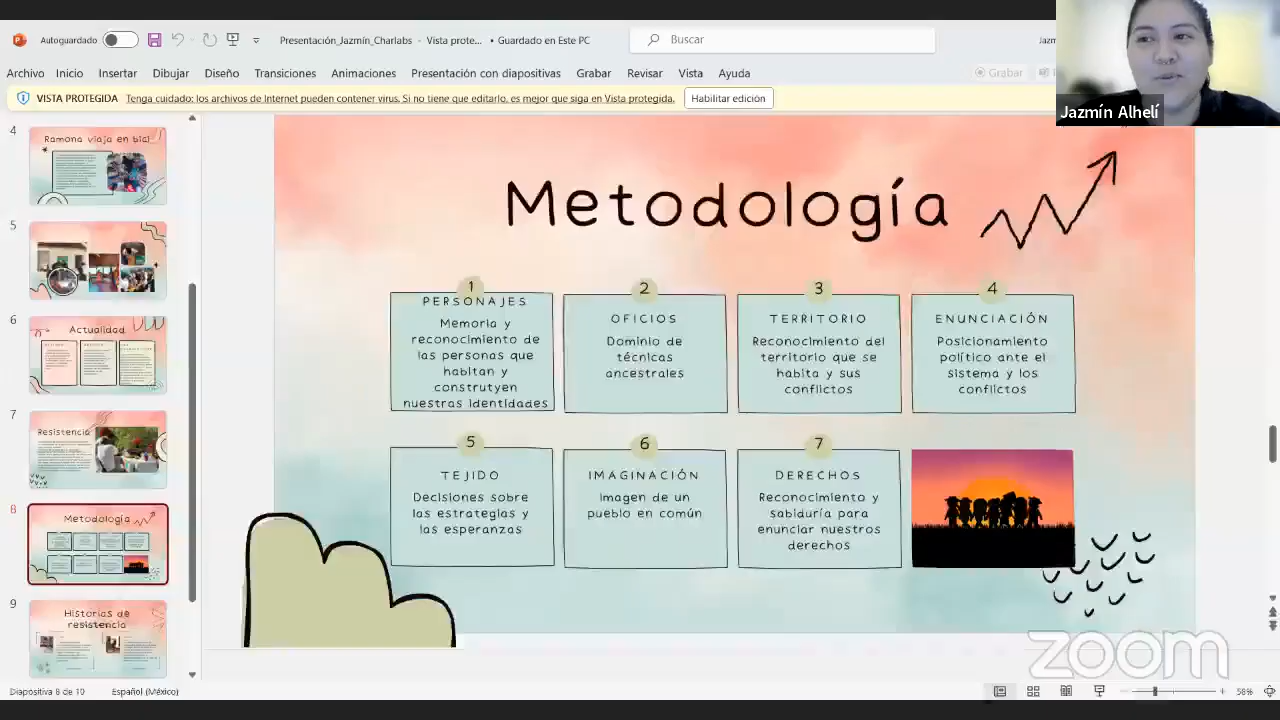 Autoguardado
Presentación_Jazmín_Charlabs - Vista prote... • Guardado en Este PC
Buscar
Jazm
Archivo Inicio Insertar Dibujar Diseño Transiciones Animaciones Presentación con diapositivas Grabar Revisar Vista Ayuda
Grabar
VISTA PROTEGIDA Tenga cuidado: los archivos de Internet pueden contener virus. Si no tiene que editarlo, es mejor que siga en Vista protegida. Habilitar edición
Jazmín Alhelí
4
Ramona viaja en bici
5
6
Actualidad
7
Resistencia
8
Metodología
9
Historias de
resistencia
Metodología
1
PERSONAJES
Memoria y
reconocimiento de
las personas que
habitan y
construtyen
nuestras identidades
2
OFICIOS
Dominio de
técnicas
ancestrales
3
TERRITORIO
Reconocimiento del
territorio que se
habita y sus
conflictos
4
ENUNCIACIÓN
Posicionamiento
político ante el
sistema y los
conflictos
5
TEJIDO
Decisiones sobre
las estrategias y
las esperanzas
6
IMAGINACIÓN
Imagen de un
pueblo en común
7
DERECHOS
Reconocimiento y
sabiduría para
enunciar nuestros
derechos
zoom
Diapositiva 8 de 19 Español (México)
58%